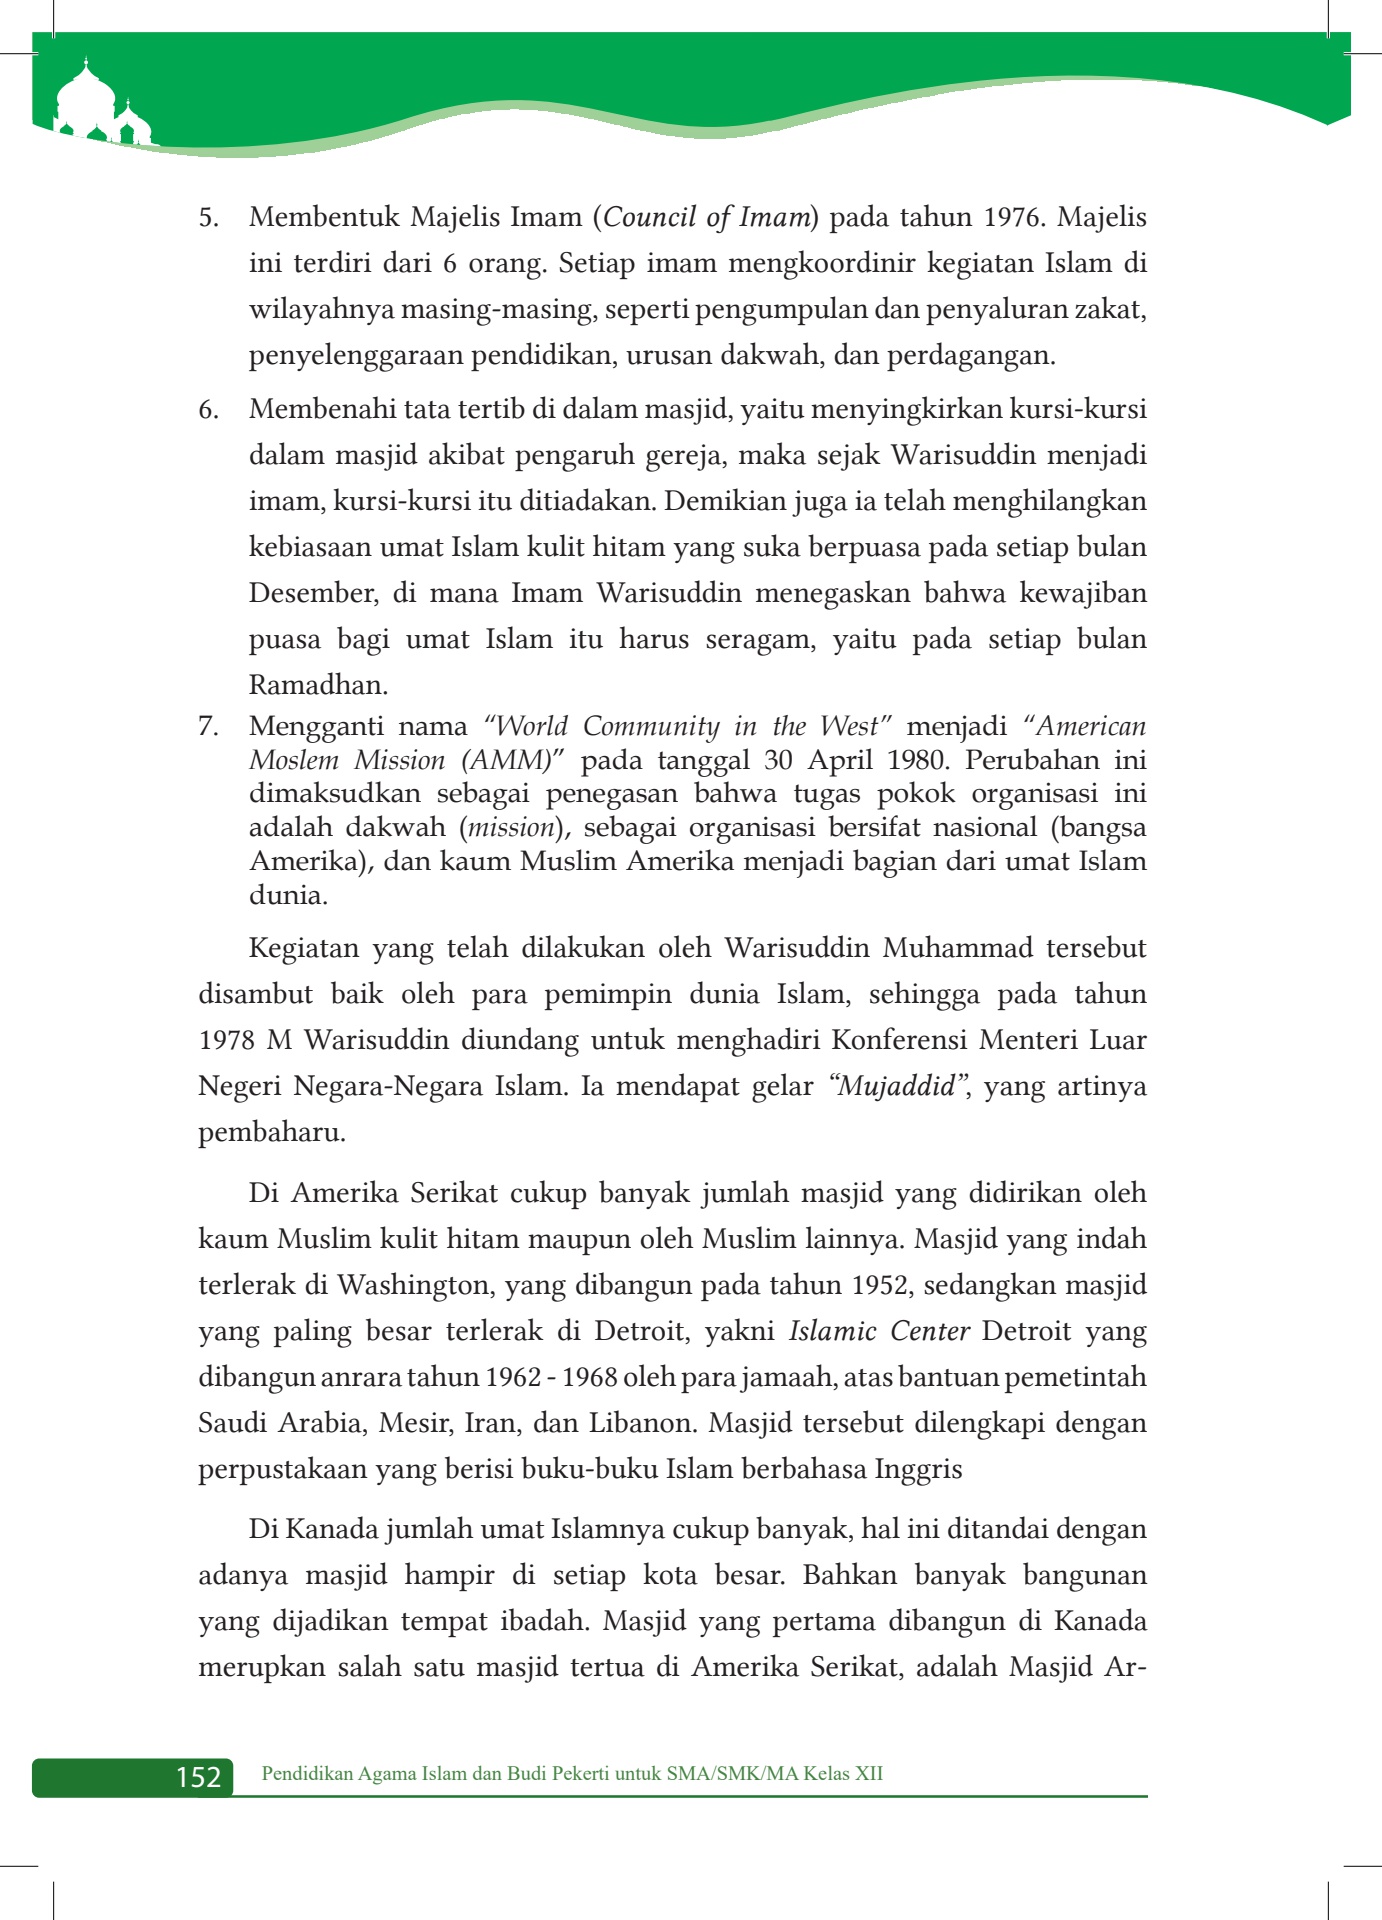 5. Membentuk Majelis Imam (Council of Imam) pada tahun 1976. Majelis
ini terdiri dari 6 orang. Setiap imam mengkoordinir kegiatan Islam di
wilayahnya masing-masing, seperti pengumpulan dan penyaluran zakat,
penyelenggaraan pendidikan, urusan dakwah, dan perdagangan.
6. Membenahi tata tertib di dalam masjid, yaitu menyingkirkan kursi-kursi
dalam masjid akibat pengaruh gereja, maka sejak Warisuddin menjadi
imam, kursi-kursi itu ditiadakan. Demikian juga ia telah menghilangkan
kebiasaan umat Islam kulit hitam yang suka berpuasa pada setiap bulan
Desember, di mana Imam Warisuddin menegaskan bahwa kewajiban
puasa bagi umat Islam itu harus seragam, yaitu pada setiap bulan
Ramadhan.
7. Mengganti nama “World Community in the West” menjadi “American
Moslem Mission (AMM)” pada tanggal 30 April 1980. Perubahan ini
dimaksudkan sebagai penegasan bahwa tugas pokok organisasi ini
adalah dakwah (mission), sebagai organisasi bersifat nasional (bangsa
Amerika), dan kaum Muslim Amerika menjadi bagian dari umat Islam
dunia.
Kegiatan yang telah dilakukan oleh Warisuddin Muhammad tersebut
disambut baik oleh para pemimpin dunia Islam, sehingga pada tahun
1978 M Warisuddin diundang untuk menghadiri Konferensi Menteri Luar
Negeri Negara-Negara Islam. Ia mendapat gelar “Mujaddid”, yang artinya
pembaharu.
Di Amerika Serikat cukup banyak jumlah masjid yang didirikan oleh
kaum Muslim kulit hitam maupun oleh Muslim lainnya. Masjid yang indah
terlerak di Washington, yang dibangun pada tahun 1952, sedangkan masjid
yang paling besar terlerak di Detroit, yakni Islamic Center Detroit yang
dibangun anrara tahun 1962 - 1968 oleh para jamaah, atas bantuan pemetintah
Saudi Arabia, Mesir, Iran, dan Libanon. Masjid tersebut dilengkapi dengan
perpustakaan yang berisi buku-buku Islam berbahasa Inggris
Di Kanada jumlah umat Islamnya cukup banyak, hal ini ditandai dengan
adanya masjid hampir di setiap kota besar. Bahkan banyak bangunan
yang dijadikan tempat ibadah. Masjid yang pertama dibangun di Kanada
merupkan salah satu masjid tertua di Amerika Serikat, adalah Masjid Ar-
152 Pendidikan Agama Islam dan Budi Pekerti untuk SMA/SMK/MA Kelas XII